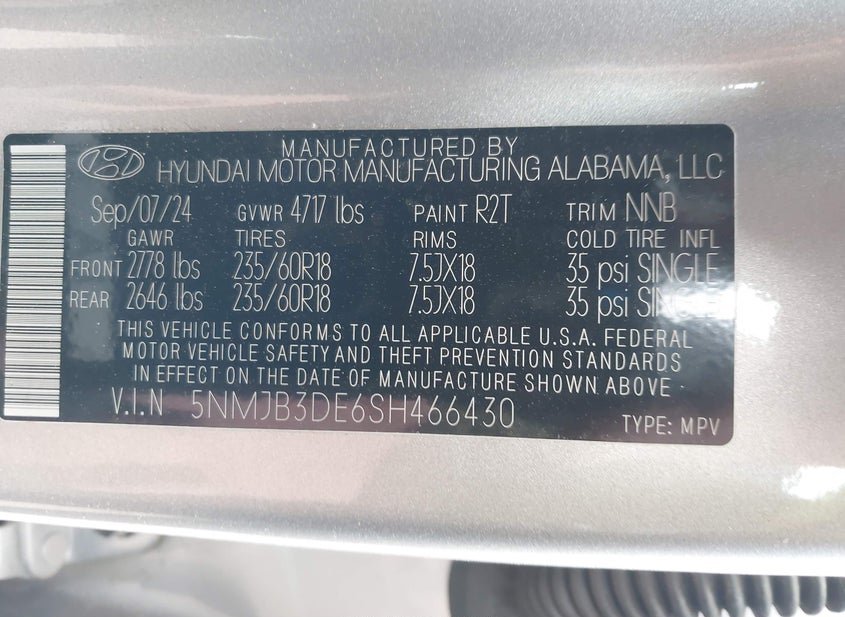 MANUFACTURED BY
HYUNDAI MOTOR MANUFACTURING ALABAMA, LLC
Sep/07/24 GVWR 4717 lbs PAINT R2T TRIM NNB
GAWR TIRES RIMS COLD TIRE INFL
FRONT 2778 lbs 235/60R18 7.5JX18 35 psi SINGLE
REAR 2646 lbs 235/60R18 7.5JX18 35 psi SINGLE
THIS VEHICLE CONFORMS TO ALL APPLICABLE U.S.A. FEDERAL
MOTOR VEHICLE SAFETY AND THEFT PREVENTION STANDARDS
IN EFFECT ON THE DATE OF MANUFACTURE SHOWN ABOVE.
V.I.N 5NMJB3DE6SH466430
TYPE: MPV